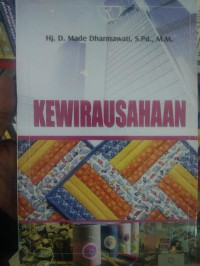 Hj. D. Made Dharmawati, S.Pd., M.M.
KEWIRAUSAHAAN